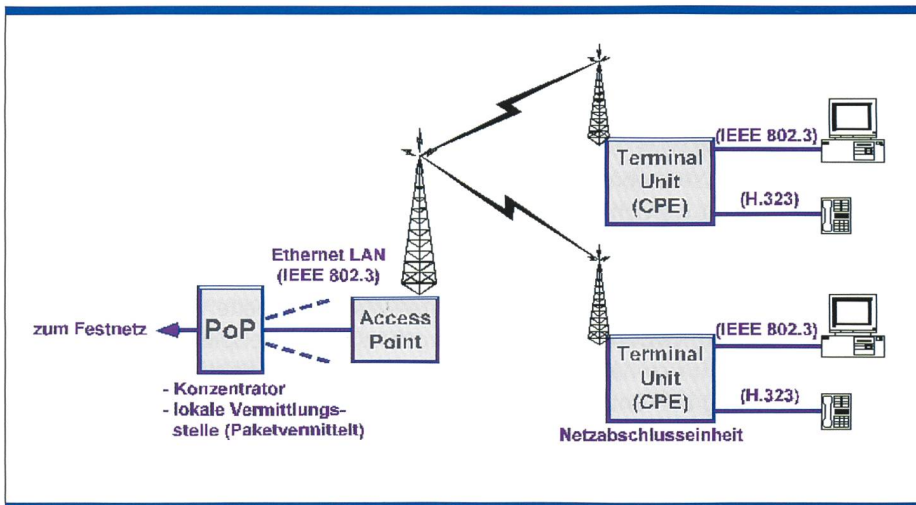 (IEEE 802.3)
Terminal
Unit
(CPE)
(H.323)
Ethernet LAN
(IEEE 802.3)
zum Festnetz
PoP
Access
Point
- Konzentrator
- lokale Vermittlungs-
stelle (Paketvermittelt)
(IEEE 802.3)
Terminal
Unit
(CPE)
(H.323)
Netzabschlusseinheit